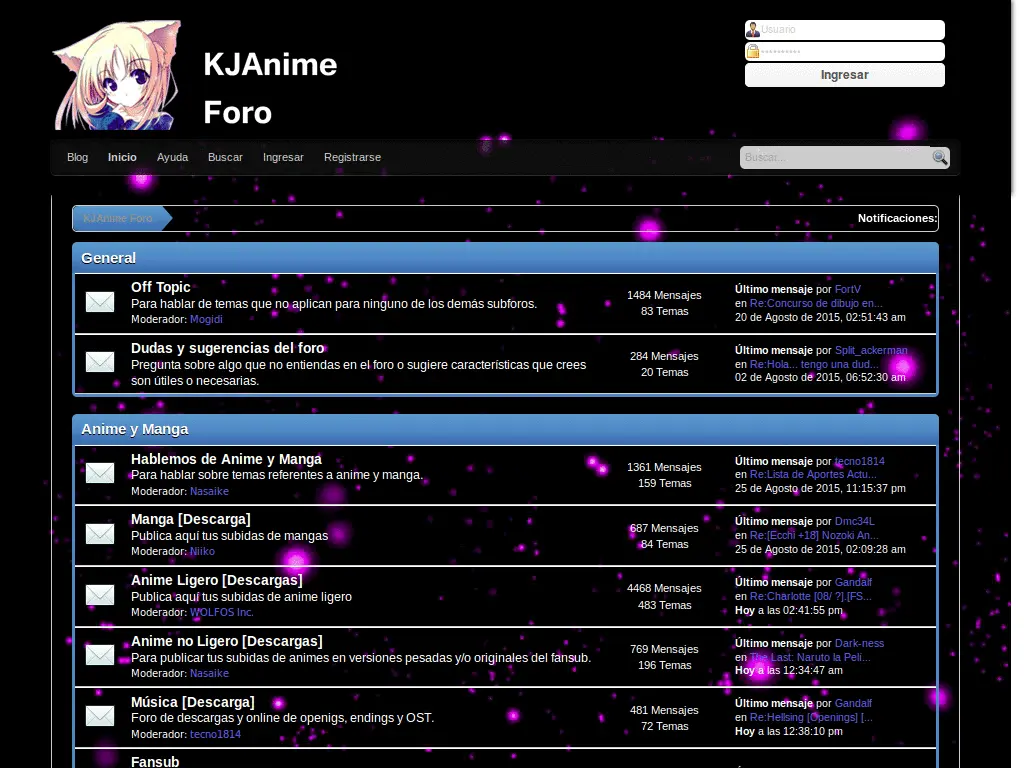 KJAnime
Foro
Usuario
Ingresar
Blog Inicio Ayuda Buscar Ingresar Registrarse Buscar...
KJAnime Foro Notificaciones:
General
Off Topic
Para hablar de temas que no aplican para ninguno de los demás subforos.
Moderador: Mogidi
1484 Mensajes
83 Temas
Último mensaje por FortV
en Re:Concurso de dibujo en...
20 de Agosto de 2015, 02:51:43 am
Dudas y sugerencias del foro
Pregunta sobre algo que no entiendas en el foro o sugiere características que crees
son útiles o necesarias.
284 Mensajes
20 Temas
Último mensaje por Split_ackerman
en Re:Hola... tengo una dud...
02 de Agosto de 2015, 06:52:30 am
Anime y Manga
Hablemos de Anime y Manga
Para hablar sobre temas referentes a anime y manga.
Moderador: Nasaike
1361 Mensajes
159 Temas
Último mensaje por tecno1814
en Re:Lista de Aportes Actu...
25 de Agosto de 2015, 11:15:37 pm
Manga [Descarga]
Publica aquí tus subidas de mangas
Moderador: Niiko
687 Mensajes
84 Temas
Último mensaje por Dmc34L
en Re:[Ecchi +18] Nozoki An...
25 de Agosto de 2015, 02:09:28 am
Anime Ligero [Descargas]
Publica aquí tus subidas de anime ligero
Moderador: WOLFOS Inc.
4468 Mensajes
483 Temas
Último mensaje por Gandalf
en Re:Charlotte [08/ ?].[FS...
Hoy a las 02:41:55 pm
Anime no Ligero [Descargas]
Para publicar tus subidas de animes en versiones pesadas y/o originales del fansub.
Moderador: Nasaike
769 Mensajes
196 Temas
Último mensaje por Dark-ness
en The Last: Naruto la Pelí...
Hoy a las 12:34:47 am
Música [Descarga]
Foro de descargas y online de openigs, endings y OST.
Moderador: tecno1814
481 Mensajes
72 Temas
Último mensaje por Gandalf
en Re:Hellsing [Openings] [...
Hoy a las 12:38:10 pm
Fansub